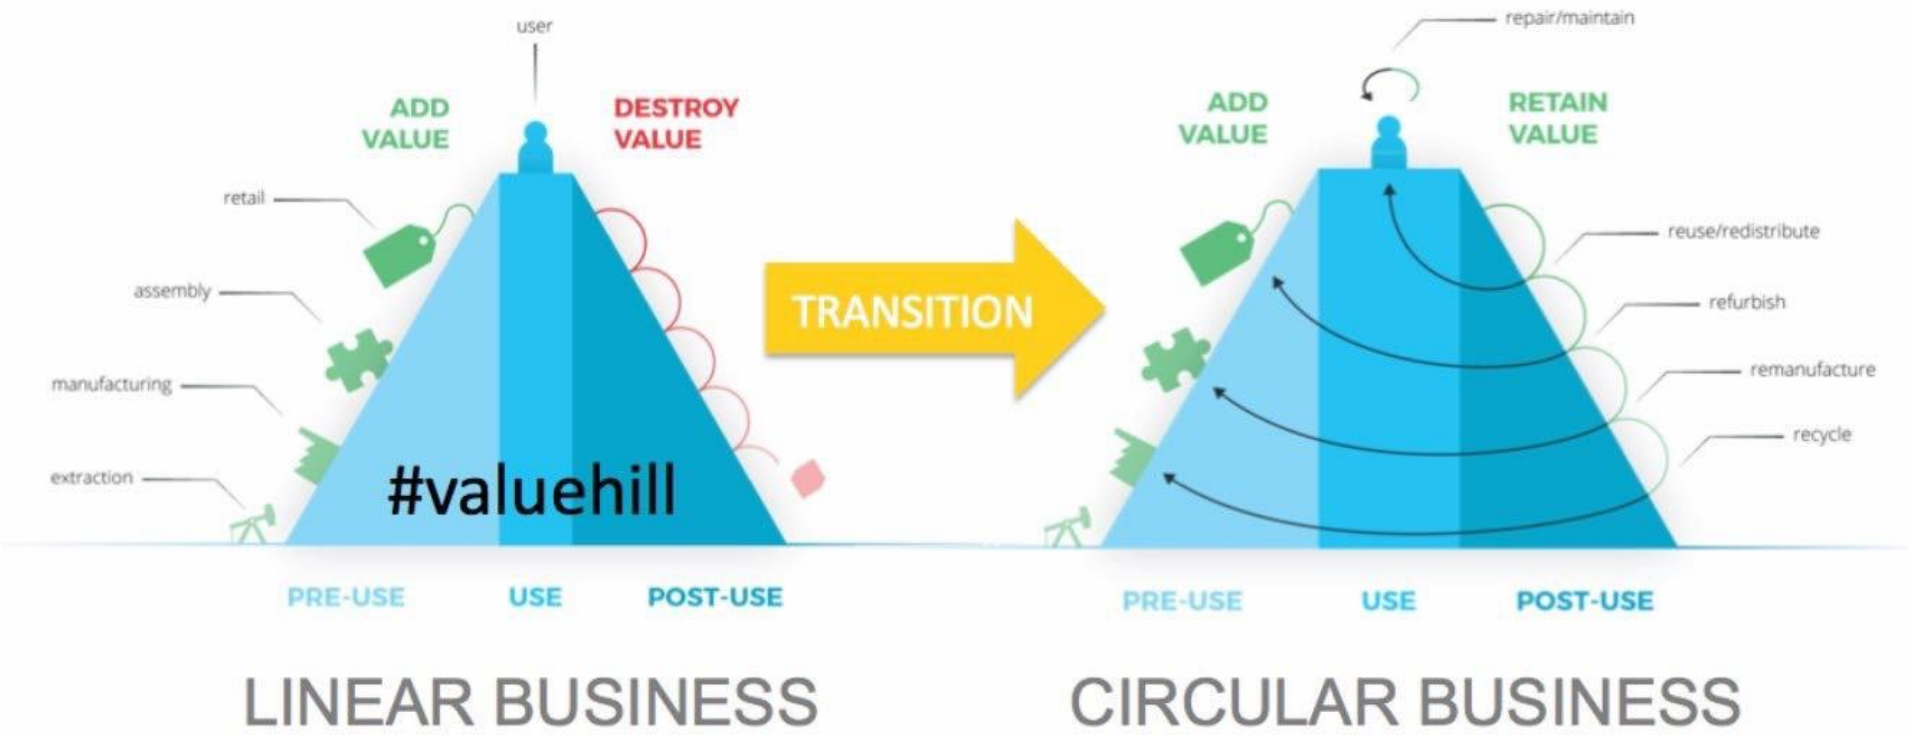 user
ADD
VALUE
DESTROY
VALUE
retail
assembly
manufacturing
extraction
#valuehill
PRE-USE
USE
POST-USE
LINEAR BUSINESS
TRANSITION
repair/maintain
ADD
VALUE
RETAIN
VALUE
reuse/redistribute
refurbish
remanufacture
recycle
PRE-USE
USE
POST-USE
CIRCULAR BUSINESS